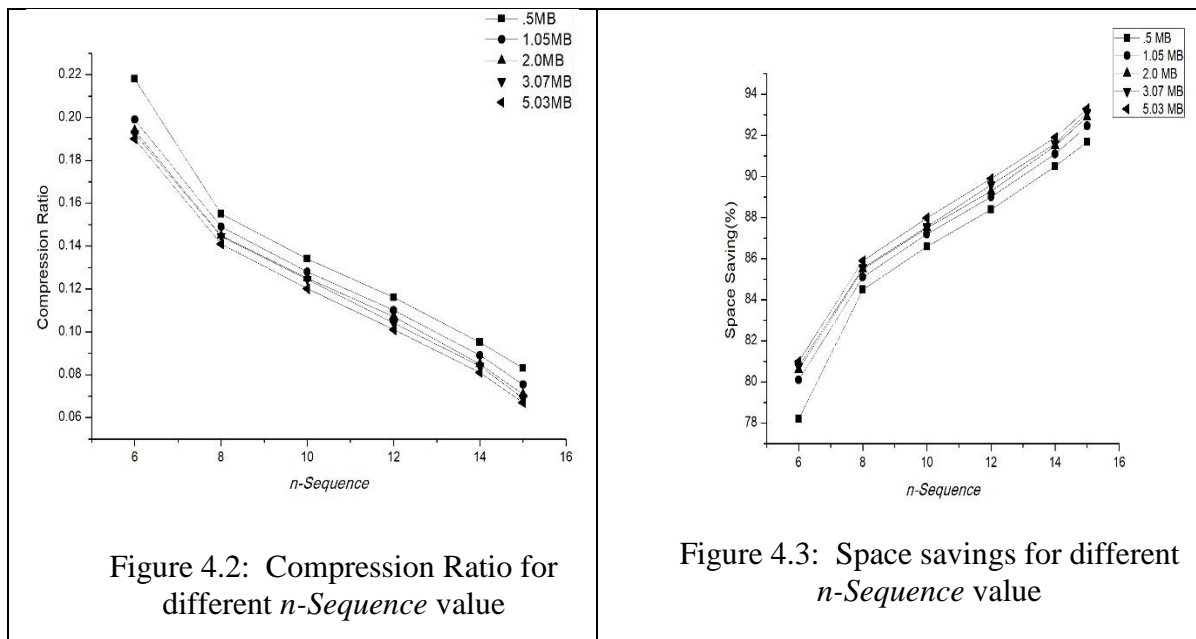 .5MB
1.05MB
2.0MB
3.07MB
5.03MB
0.22
0.20
0.18
0.16
0.14
0.12
0.10
0.08
0.06
Compression Ratio
6 8 10 12 14 16
n-Sequence
Figure 4.2: Compression Ratio for
different n-Sequence value
.5 MB
1.05 MB
2.0 MB
3.07 MB
5.03 MB
94
92
90
88
86
84
82
80
78
Space Saving(%)
6 8 10 12 14 16
n-Sequence
Figure 4.3: Space savings for different
n-Sequence value